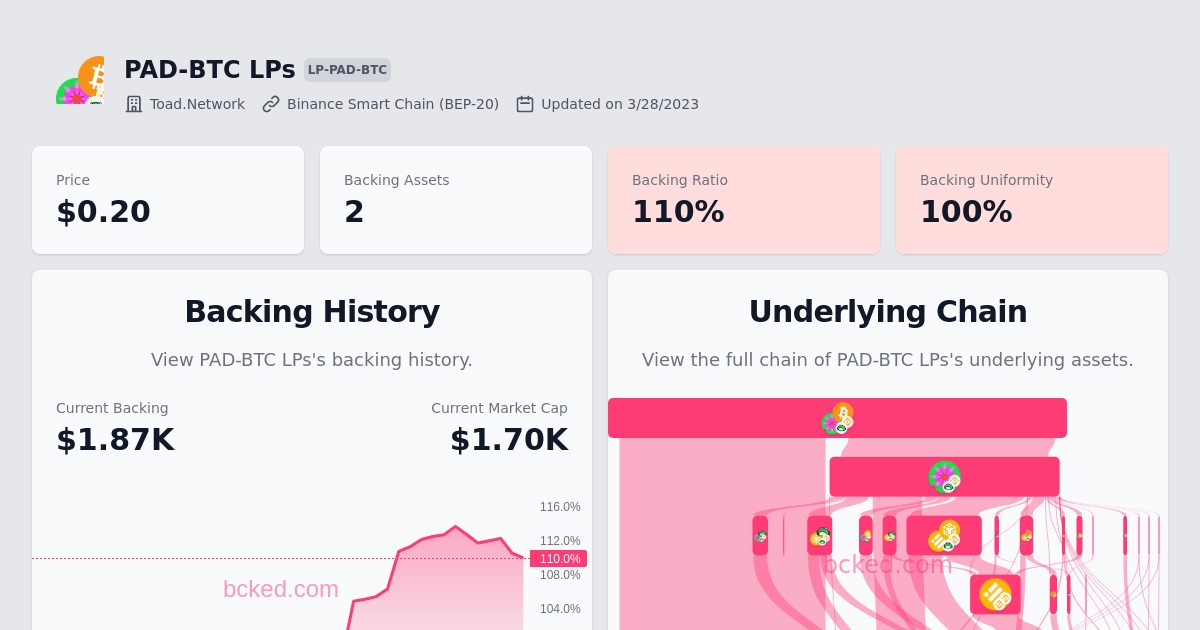 PAD-BTC LPs LP-PAD-BTC
Toad.Network Binance Smart Chain (BEP-20) Updated on 3/28/2023
Price
$0.20
Backing Assets
2
Backing Ratio
110%
Backing Uniformity
100%
Backing History
View PAD-BTC LPs's backing history.
Current Backing
$1.87K
Current Market Cap
$1.70K
116.0%
112.0%
110.0%
108.0%
104.0%
bcked.com
Underlying Chain
View the full chain of PAD-BTC LPs's underlying assets.
bcked.com